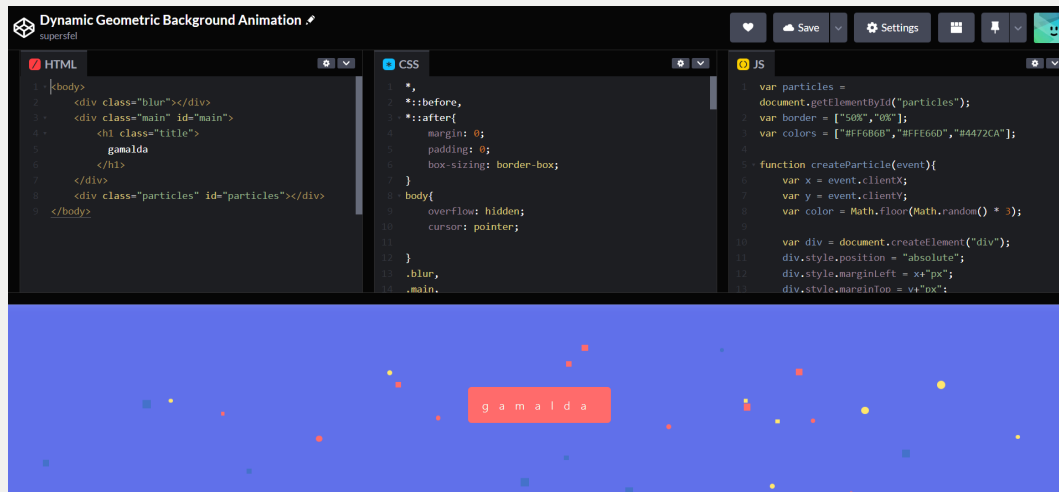 Dynamic Geometric Background Animation
supersfel
Save
Settings
HTML
1 <body>
2 <div class="blur"></div>
3 <div class="main" id="main">
4 <h1 class="title">
5 gamalda
6 </h1>
7 </div>
8 <div class="particles" id="particles"></div>
9 </body>
CSS
1 *,
2 *::before,
3 *::after{
4 margin: 0;
5 padding: 0;
6 box-sizing: border-box;
7 }
8 body{
9 overflow: hidden;
10 cursor: pointer;
11
12 }
13 .blur,
14 .main,
JS
1 var particles =
document.getElementById("particles");
2 var border = ["50%","0%"];
3 var colors = ["#FF6B6B","#FFE66D","#4472CA"];
4
5 function createParticle(event){
6 var x = event.clientX;
7 var y = event.clientY;
8 var color = Math.floor(Math.random() * 3);
9
10 var div = document.createElement("div");
11 div.style.position = "absolute";
12 div.style.marginLeft = x+"px";
13 div.style.marginTop = y+"px";
gamalda